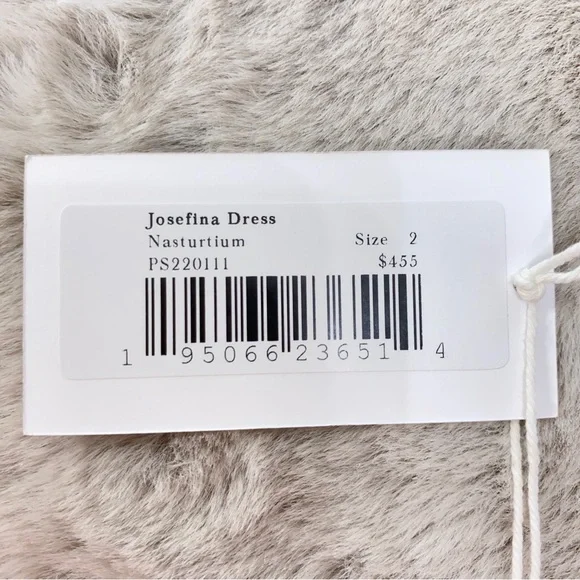 Josefina Dress
Nasturtium Size 2
PS220111 $455
1 95066 23651 4